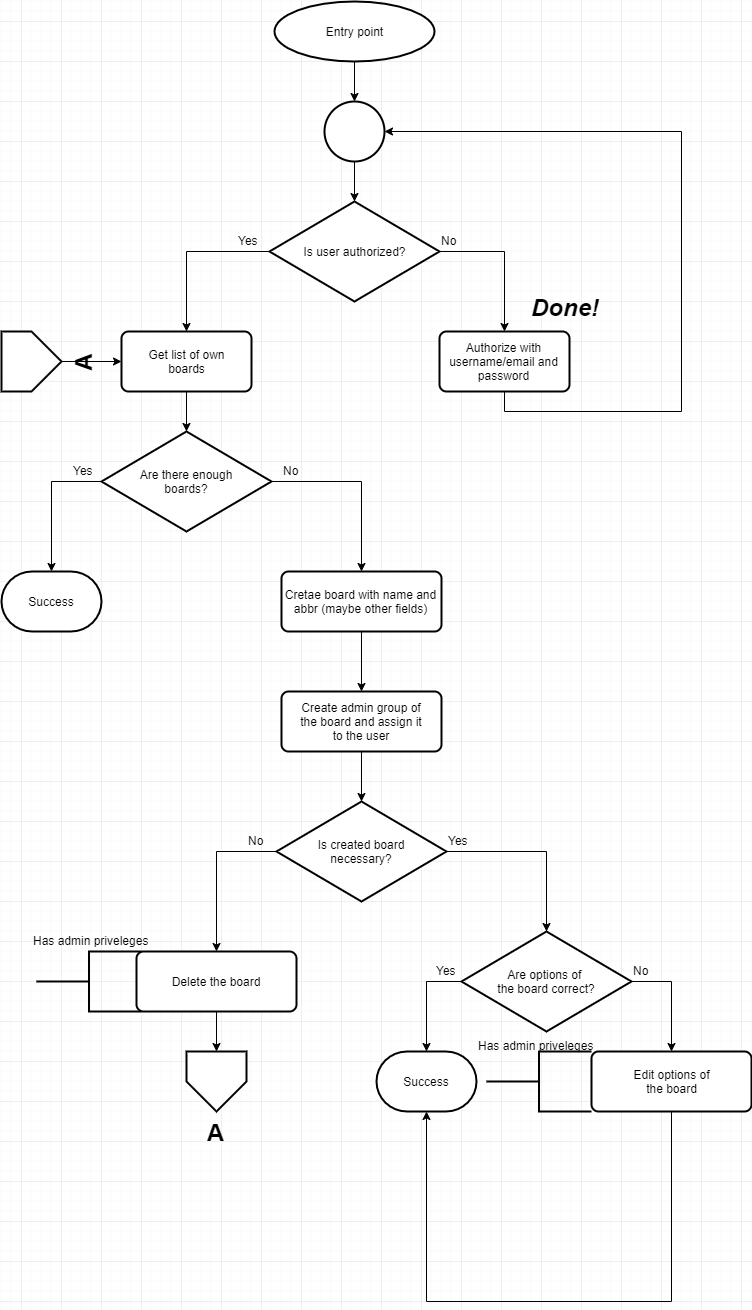 Entry point
Is user authorized?
Yes
No
Done!
Get list of own
boards
A
Authorize with
username/email and
password
Are there enough
boards?
Yes
No
Success
Cretae board with name and
abbr (maybe other fields)
Create admin group of
the board and assign it
to the user
Is created board
necessary?
No
Yes
Has admin priveleges
Delete the board
A
Are options of
the board correct?
Yes
No
Success
Has admin priveleges
Edit options of
the board